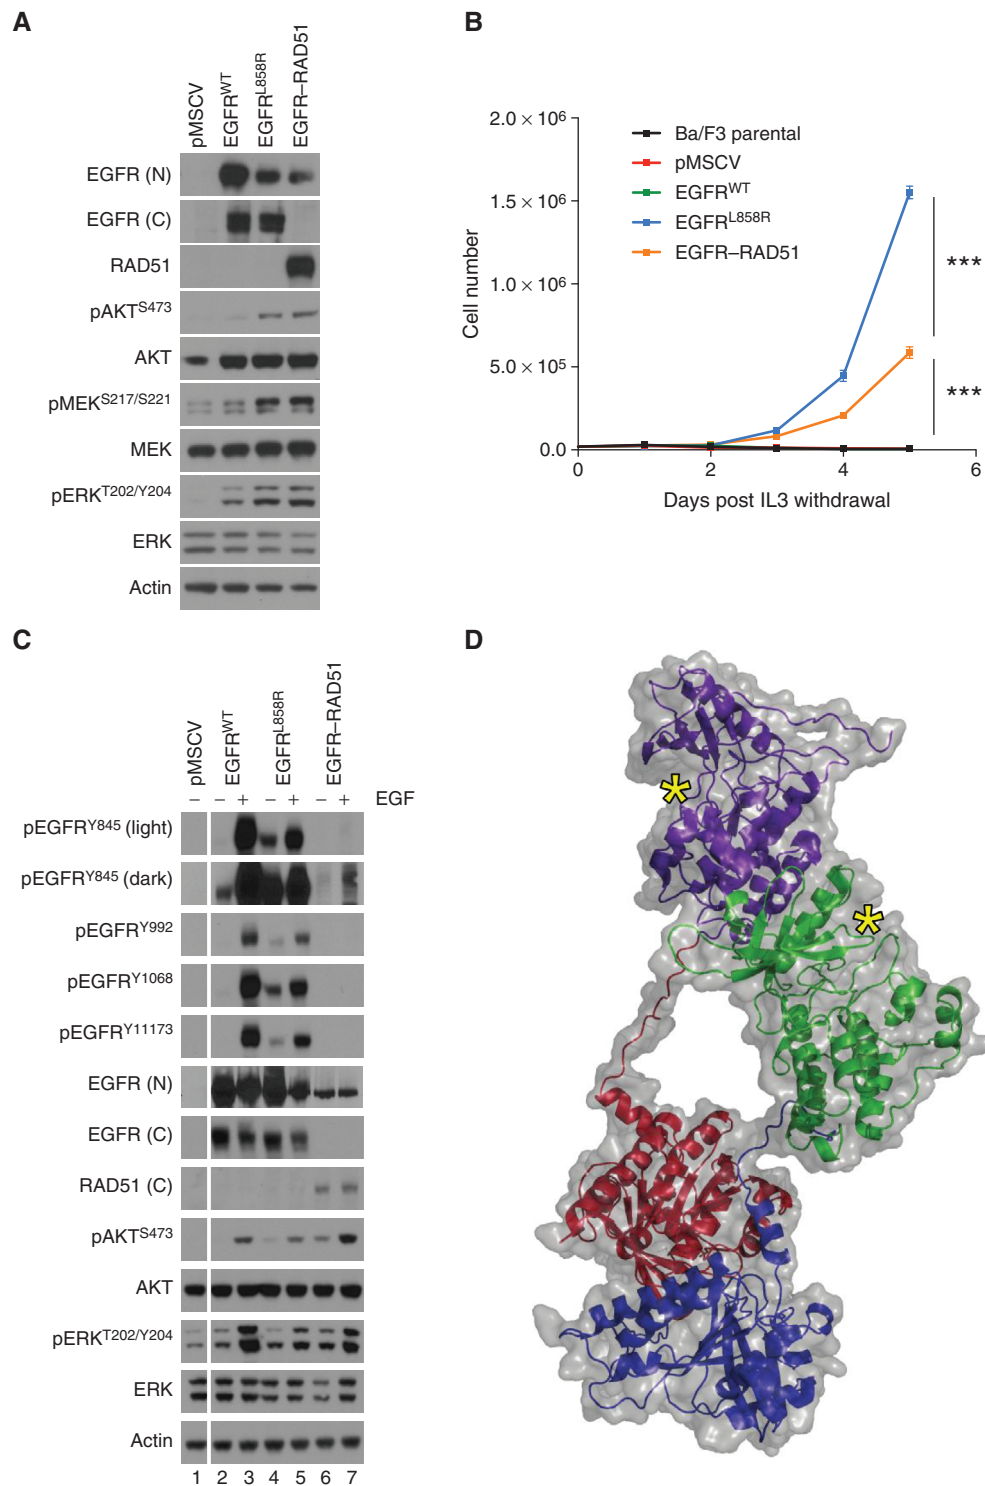 A
pMSCV
EGFRWT
EGFRL858R
EGFR–RAD51
EGFR (N)
EGFR (C)
RAD51
pAKTS473
AKT
pMEKS217/S221
MEK
pERKT202/Y204
ERK
Actin
B
2.0 × 10⁶
1.5 × 10⁶
1.0 × 10⁶
5.0 × 10⁵
0.0
Cell number
0 2 4 6
Days post IL3 withdrawal
Ba/F3 parental
pMSCV
EGFRWT
EGFRL858R
EGFR–RAD51
***
***
C
pMSCV
EGFRWT
EGFRL858R
EGFR–RAD51
– – + – + – + EGF
pEGFRY845 (light)
pEGFRY845 (dark)
pEGFRY992
pEGFRY1068
pEGFRY11173
EGFR (N)
EGFR (C)
RAD51 (C)
pAKTS473
AKT
pERKT202/Y204
ERK
Actin
1 2 3 4 5 6 7
D
*
*